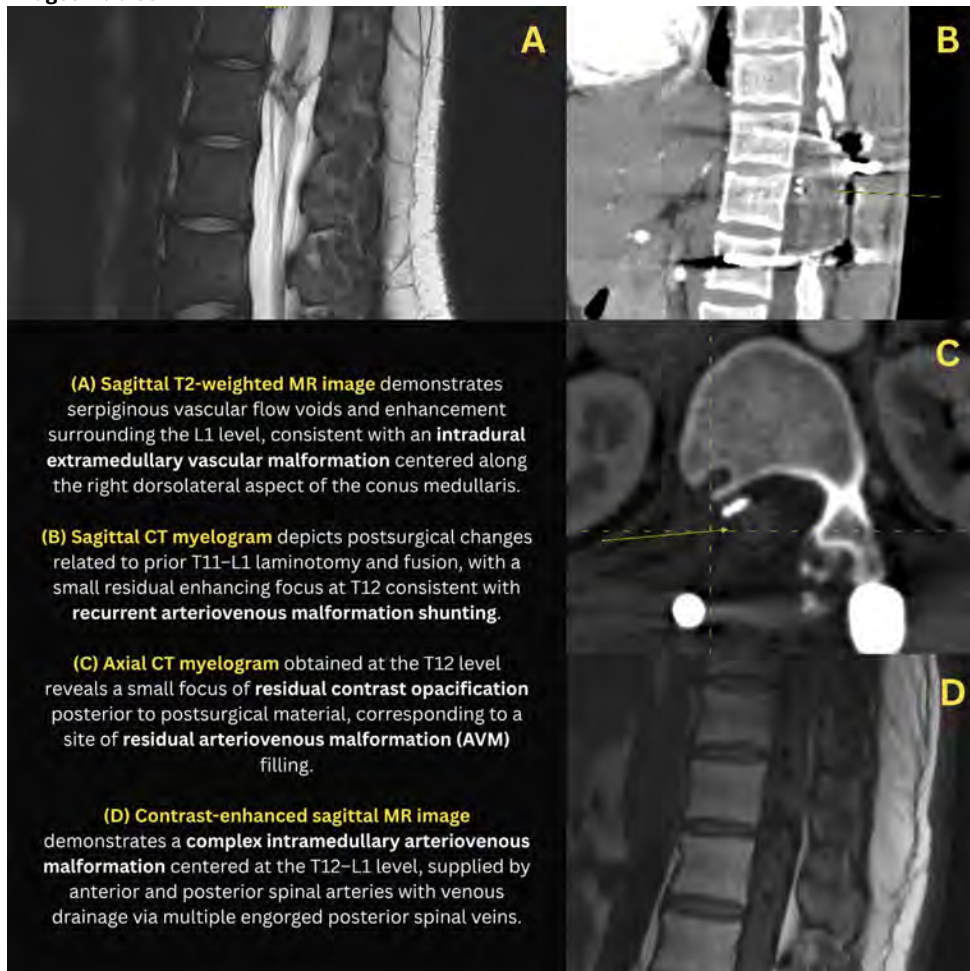 A
B
C
D
(A) Sagittal T2-weighted MR image demonstrates
serpiginous vascular flow voids and enhancement
surrounding the L1 level, consistent with an intradural
extramedullary vascular malformation centered along
the right dorsolateral aspect of the conus medullaris.
(B) Sagittal CT myelogram depicts postsurgical changes
related to prior T11–L1 laminotomy and fusion, with a
small residual enhancing focus at T12 consistent with
recurrent arteriovenous malformation shunting.
(C) Axial CT myelogram obtained at the T12 level
reveals a small focus of residual contrast opacification
posterior to postsurgical material, corresponding to a
site of residual arteriovenous malformation (AVM)
filling.
(D) Contrast-enhanced sagittal MR image
demonstrates a complex intramedullary arteriovenous
malformation centered at the T12–L1 level, supplied by
anterior and posterior spinal arteries with venous
drainage via multiple engorged posterior spinal veins.